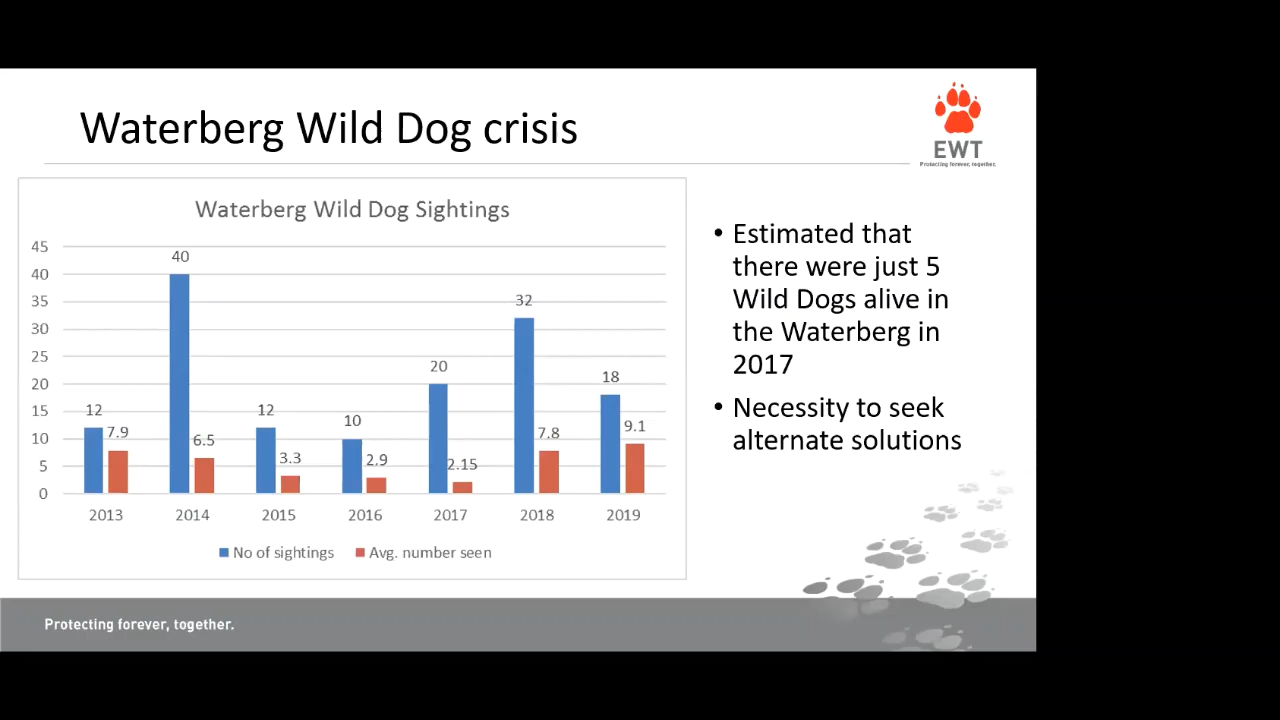 Waterberg Wild Dog crisis
EWT
Protecting forever, together.
Waterberg Wild Dog Sightings
45
40
35
30
25
20
15
10
5
0
12
7.9
40
6.5
12
3.3
10
2.9
20
2.15
32
7.8
18
9.1
2013 2014 2015 2016 2017 2018 2019
No of sightings Avg. number seen
• Estimated that
there were just 5
Wild Dogs alive in
the Waterberg in
2017
• Necessity to seek
alternate solutions
Protecting forever, together.